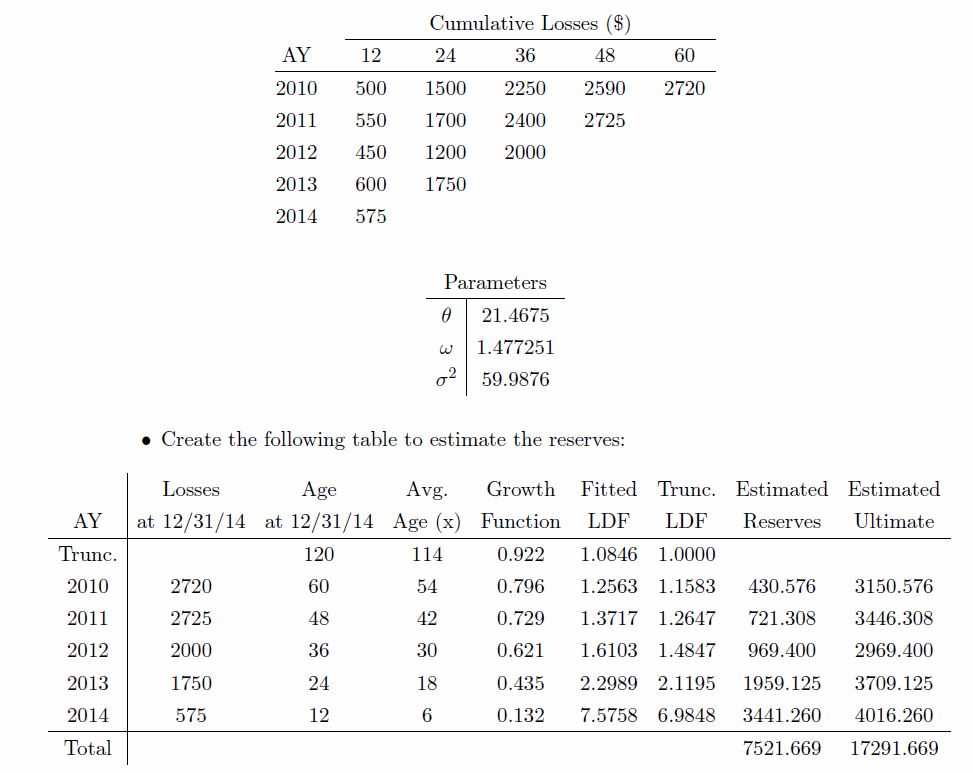 Cumulative Losses ($)
AY 12 24 36 48 60
2010 500 1500 2250 2590 2720
2011 550 1700 2400 2725
2012 450 1200 2000
2013 600 1750
2014 575
Parameters
θ 21.4675
ω 1.477251
σ² 59.9876
• Create the following table to estimate the reserves:
Losses Age Avg. Growth Fitted Trunc. Estimated Estimated
AY at 12/31/14 at 12/31/14 Age (x) Function LDF LDF Reserves Ultimate
Trunc. 120 114 0.922 1.0846 1.0000
2010 2720 60 54 0.796 1.2563 1.1583 430.576 3150.576
2011 2725 48 42 0.729 1.3717 1.2647 721.308 3446.308
2012 2000 36 30 0.621 1.6103 1.4847 969.400 2969.400
2013 1750 24 18 0.435 2.2989 2.1195 1959.125 3709.125
2014 575 12 6 0.132 7.5758 6.9848 3441.260 4016.260
Total 7521.669 17291.669